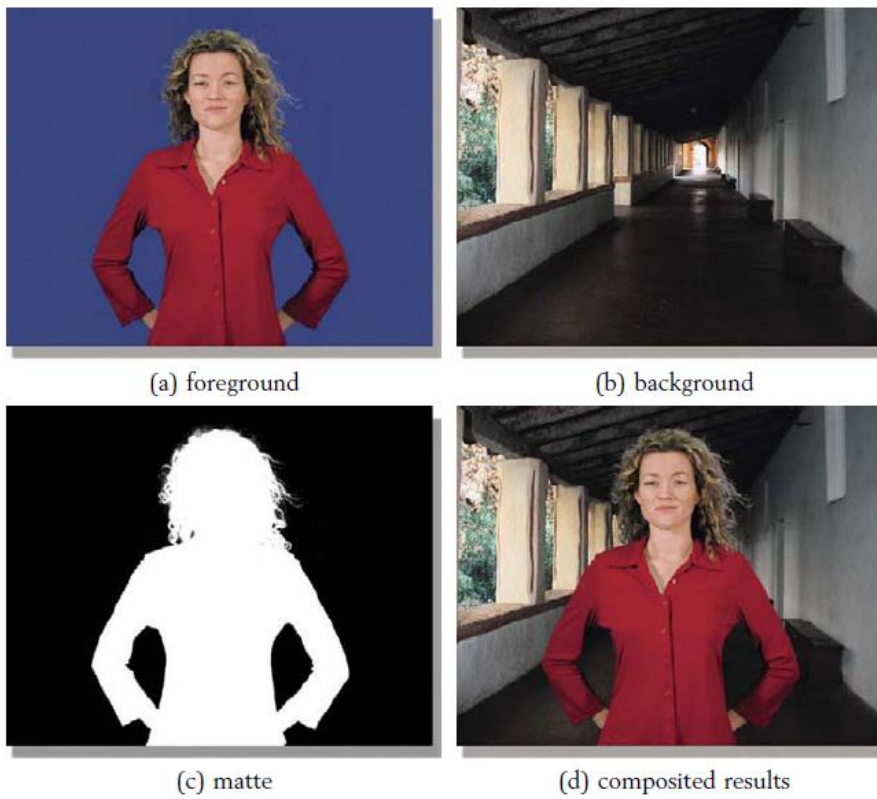 (a) foreground
(b) background
(c) matte
(d) composited results